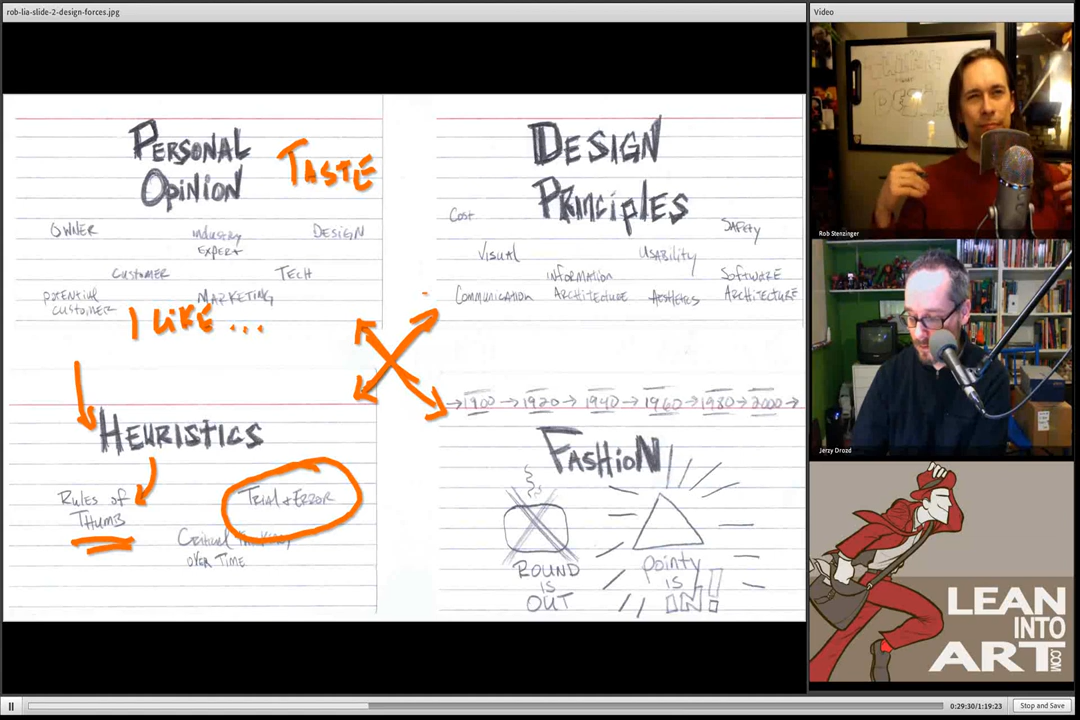 rob-lia-slide-2-design-forces.jpg
Video
PERSONAL
OPINION
TASTE
OWNER
INDUSTRY
EXPERT
DESIGN
CUSTOMER
TECH
POTENTIAL
CUSTOMER
MARKETING
I LIKE ...
DESIGN
PRINCIPLES
COST
SAFETY
VISUAL
USABILITY
INFORMATION
SOFTWARE
COMMUNICATION
ARCHITECTURE
AESTHETICS
ARCHITECTURE
HEURISTICS
RULES OF
THUMB
TRIAL + ERROR
CRITICAL
OVER TIME
→ 1900 → 1920 → 1940 → 1960 → 1980 → 2000 →
FASHION
ROUND
IS
OUT
POINTY
IS
IN!
Rob Stenzinger
Jerzy Drozd
LEAN
INTO
ART
.COM
0:29:30/1:19:23
Stop and Save